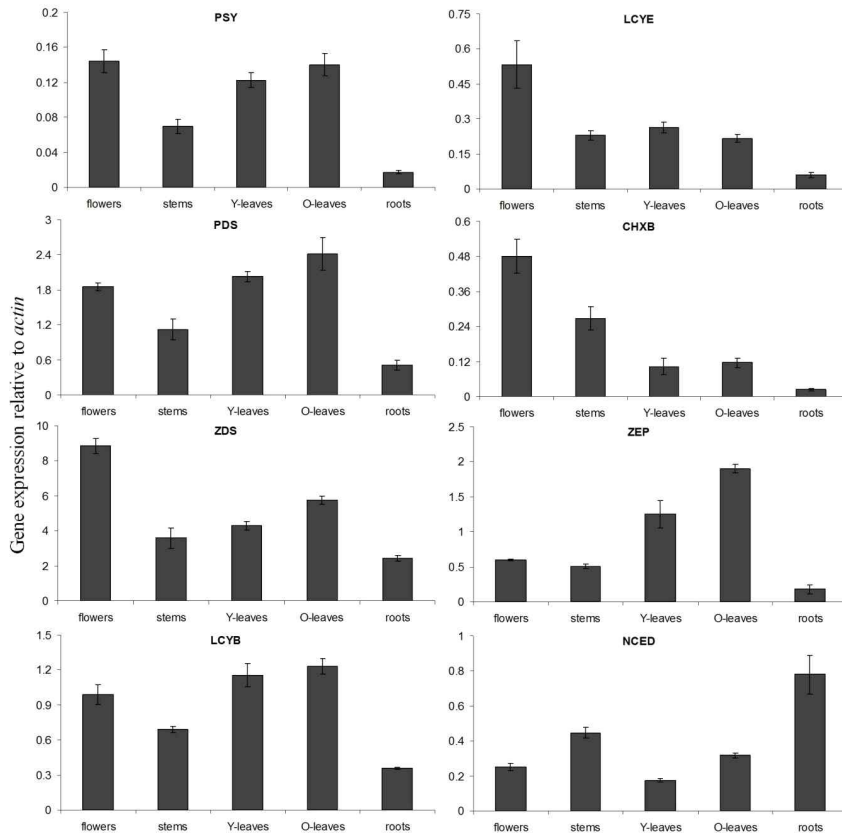 Gene expression relative to actin
PSY
0.2
0.16
0.12
0.08
0.04
0
flowers stems Y-leaves O-leaves roots
LCYE
0.75
0.6
0.45
0.3
0.15
0
flowers stems Y-leaves O-leaves roots
PDS
3
2.4
1.8
1.2
0.6
0
flowers stems Y-leaves O-leaves roots
CHXB
0.6
0.48
0.36
0.24
0.12
0
flowers stems Y-leaves O-leaves roots
ZDS
10
8
6
4
2
0
flowers stems Y-leaves O-leaves roots
ZEP
2.5
2
1.5
1
0.5
0
flowers stems Y-leaves O-leaves roots
LCYB
1.5
1.2
0.9
0.6
0.3
0
flowers stems Y-leaves O-leaves roots
NCED
1
0.8
0.6
0.4
0.2
0
flowers stems Y-leaves O-leaves roots